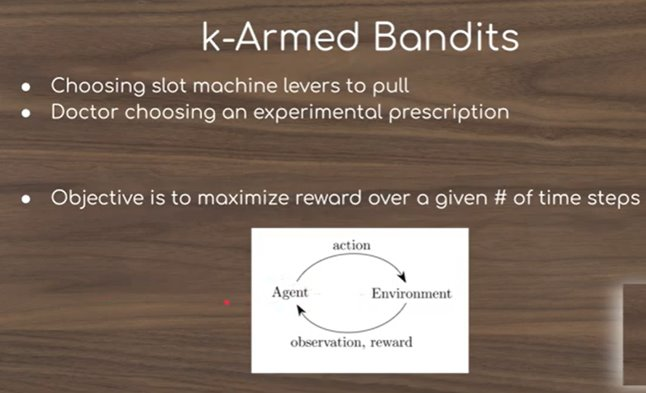 k-Armed Bandits
● Choosing slot machine levers to pull
● Doctor choosing an experimental prescription
● Objective is to maximize reward over a given # of time steps
action
Agent Environment
observation, reward